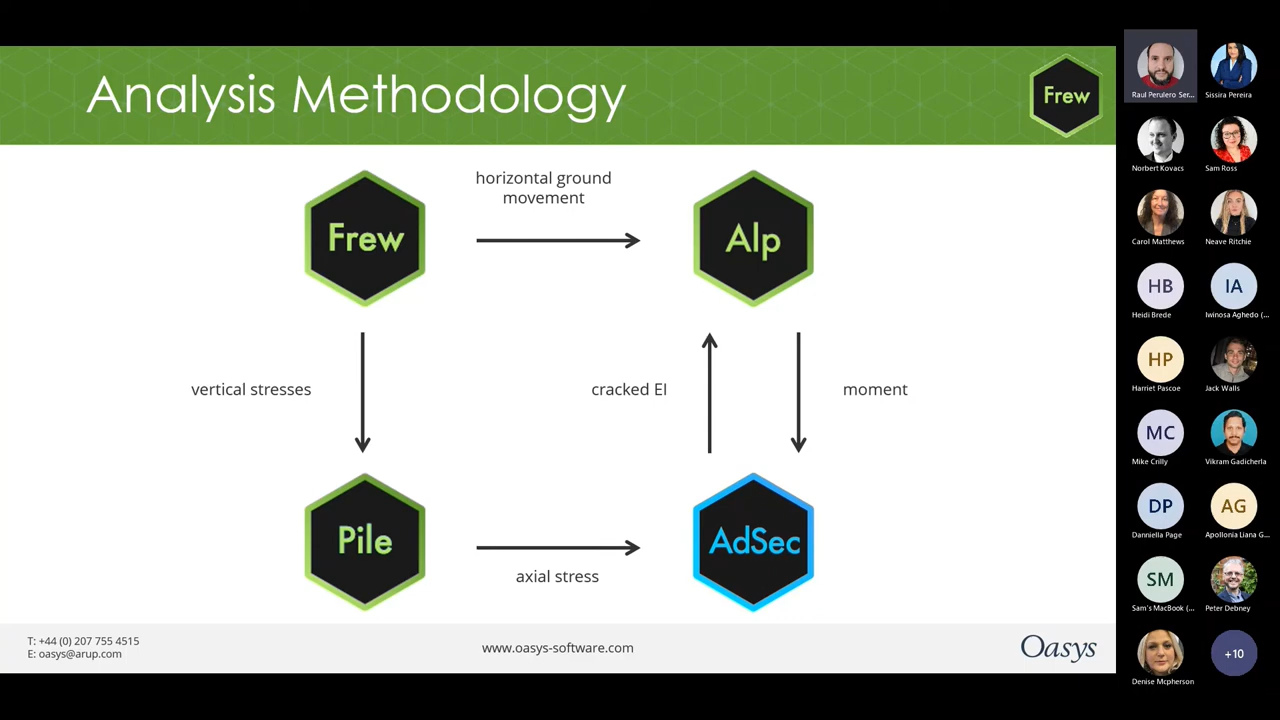 Analysis Methodology
Frew
horizontal ground
movement
Frew
Alp
vertical stresses
cracked EI
moment
Pile
AdSec
axial stress
T: +44 (0) 207 755 4515
E: oasys@arup.com
www.oasys-software.com
Oasys
Raul Perulero Ser...
Sissira Pereira
Norbert Kovacs
Sam Ross
Carol Matthews
Neave Ritchie
HB
IA
Heidi Brede
Iwinosa Aghedo (...
HP
Harriet Pascoe
Jack Walls
MC
Mike Crilly
Vikram Gadicherla
DP
AG
Danniella Page
Apollonia Liana G...
SM
Sam's MacBook (...
Peter Debney
Denise Mcpherson
+10